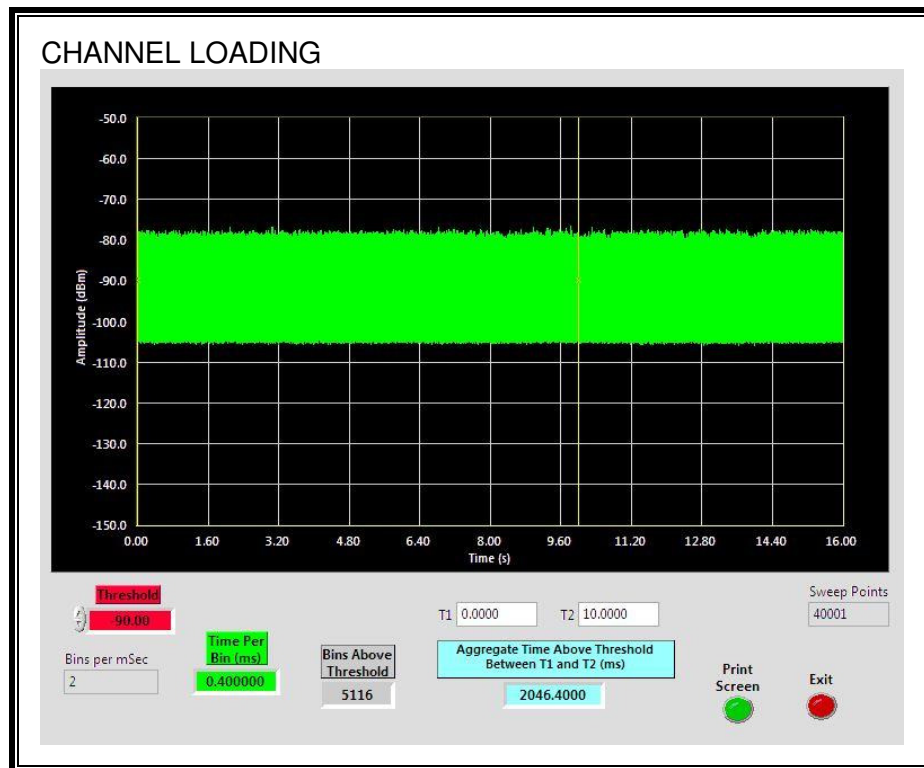 CHANNEL LOADING
-50.0
-60.0
-70.0
-80.0
-90.0
-100.0
-110.0
-120.0
-130.0
-140.0
-150.0
Amplitude (dBm)
0.00 1.60 3.20 4.80 6.40 8.00 9.60 11.20 12.80 14.40 16.00
Time (s)
Threshold
-90.00
T1 0.0000 T2 10.0000
Sweep Points
40001
Bins per mSec
2
Time Per
Bin (ms)
0.400000
Bins Above
Threshold
5116
Aggregate Time Above Threshold
Between T1 and T2 (ms)
2046.4000
Print
Screen
Exit